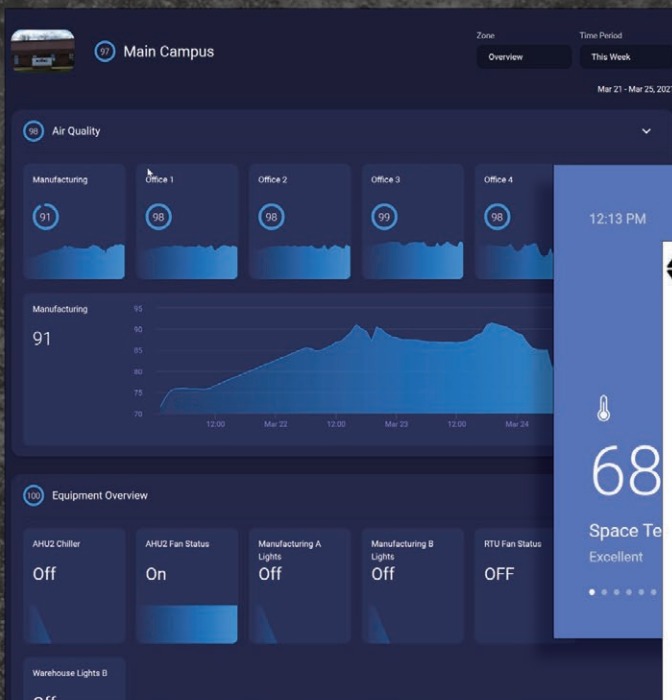 Zone
Time Period
97
Main Campus
Overview
This Week
Mar 21 - Mar 25, 2021
98
Air Quality
Manufacturing
Office 1
Office 2
Office 3
Office 4
91
98
98
99
98
12:13 PM
Manufacturing
91
95
90
85
80
75
70
12:00
Mar 22
12:00
Mar 23
12:00
Mar 24
68
Space Te
Excellent
100
Equipment Overview
AHU2 Chiller
Off
AHU2 Fan Status
On
Manufacturing A
Lights
Off
Manufacturing B
Lights
Off
RTU Fan Status
OFF
Warehouse Lights B
Off